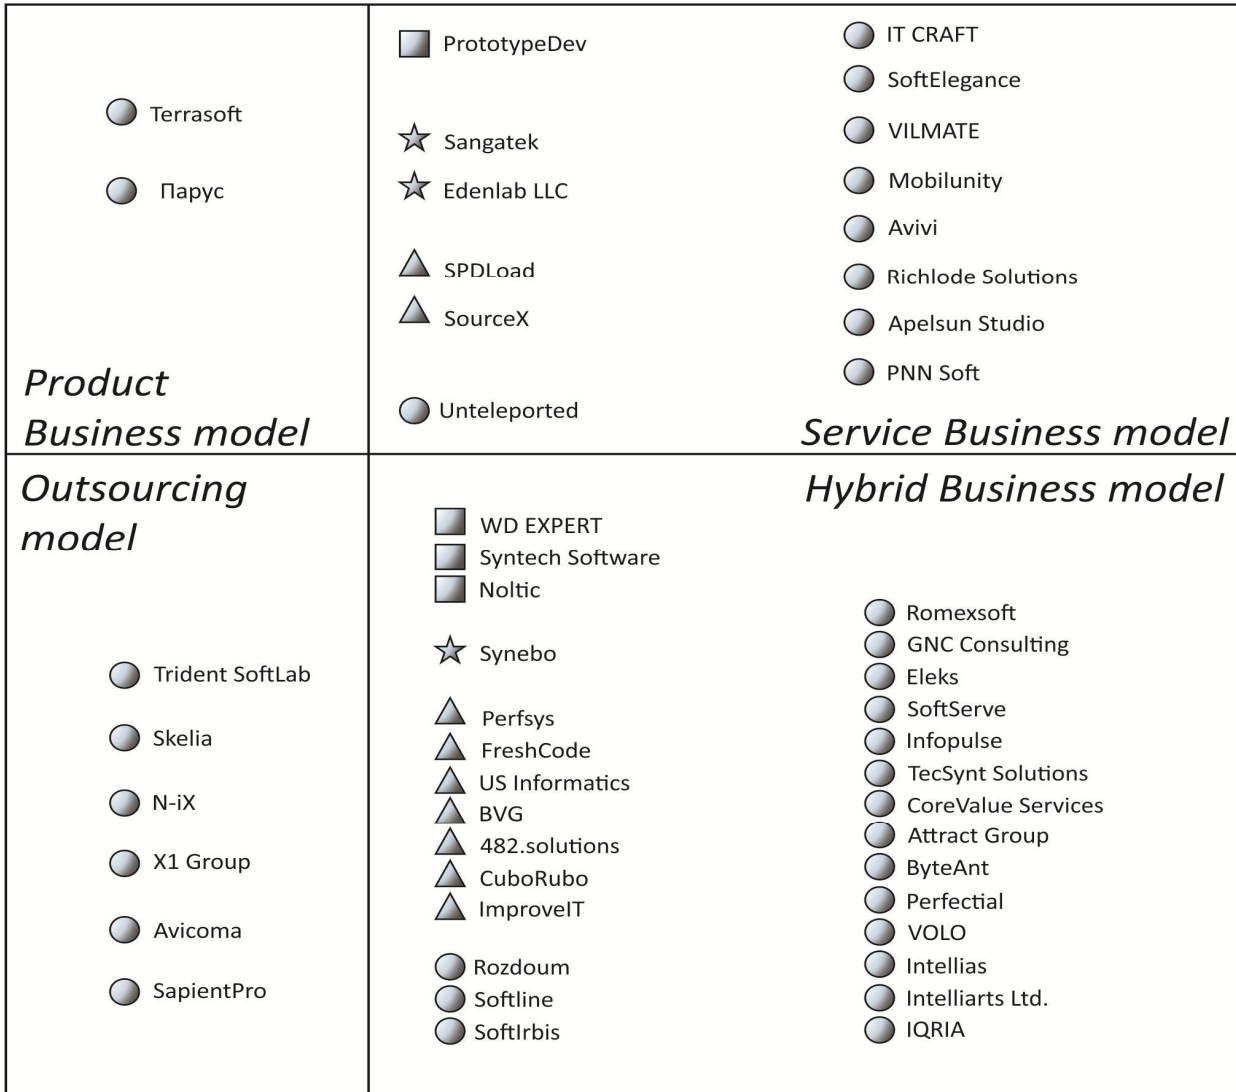 Terrasoft
Парус
Product
Business model
PrototypeDev
Sangatek
Edenlab LLC
SPDLoad
SourceX
Unteleported
IT CRAFT
SoftElegance
VILMATE
Mobilunity
Avivi
Richlode Solutions
Apelsun Studio
PNN Soft
Service Business model
Outsourcing
model
Trident SoftLab
Skelia
N-iX
X1 Group
Avicoma
SapientPro
Hybrid Business model
WD EXPERT
Syntech Software
Noltic
Synebo
Perfsys
FreshCode
US Informatics
BVG
482.solutions
CuboRubo
ImproveIT
Rozdoum
Softline
SoftIrbis
Romexsoft
GNC Consulting
Eleks
SoftServe
Infopulse
TecSynt Solutions
CoreValue Services
Attract Group
ByteAnt
Perfectial
VOLO
Intellias
Intelliarts Ltd.
IQRIA